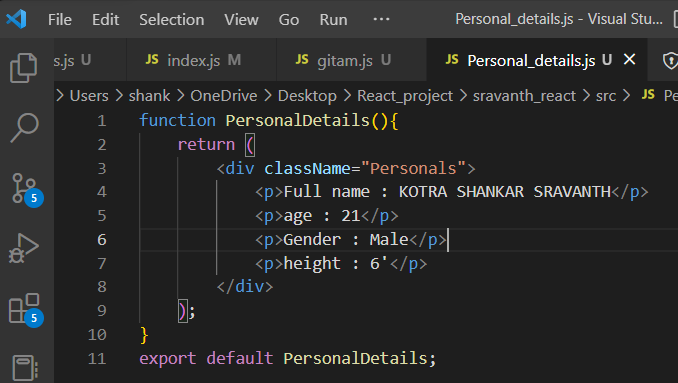 File Edit Selection View Go Run ··· Personal_details.js - Visual Stu...
s.js U JS index.js M JS gitam.js U JS Personal_details.js U ×
> Users > shank > OneDrive > Desktop > React_project > sravanth_react > src > JS Pe
1 function PersonalDetails(){
2 return (
3 <div className="Personals">
4 <p>Full name : KOTRA SHANKAR SRAVANTH</p>
5 <p>age : 21</p>
6 <p>Gender : Male</p>
7 <p>height : 6'</p>
8 </div>
9 );
10 }
11 export default PersonalDetails;
5
5